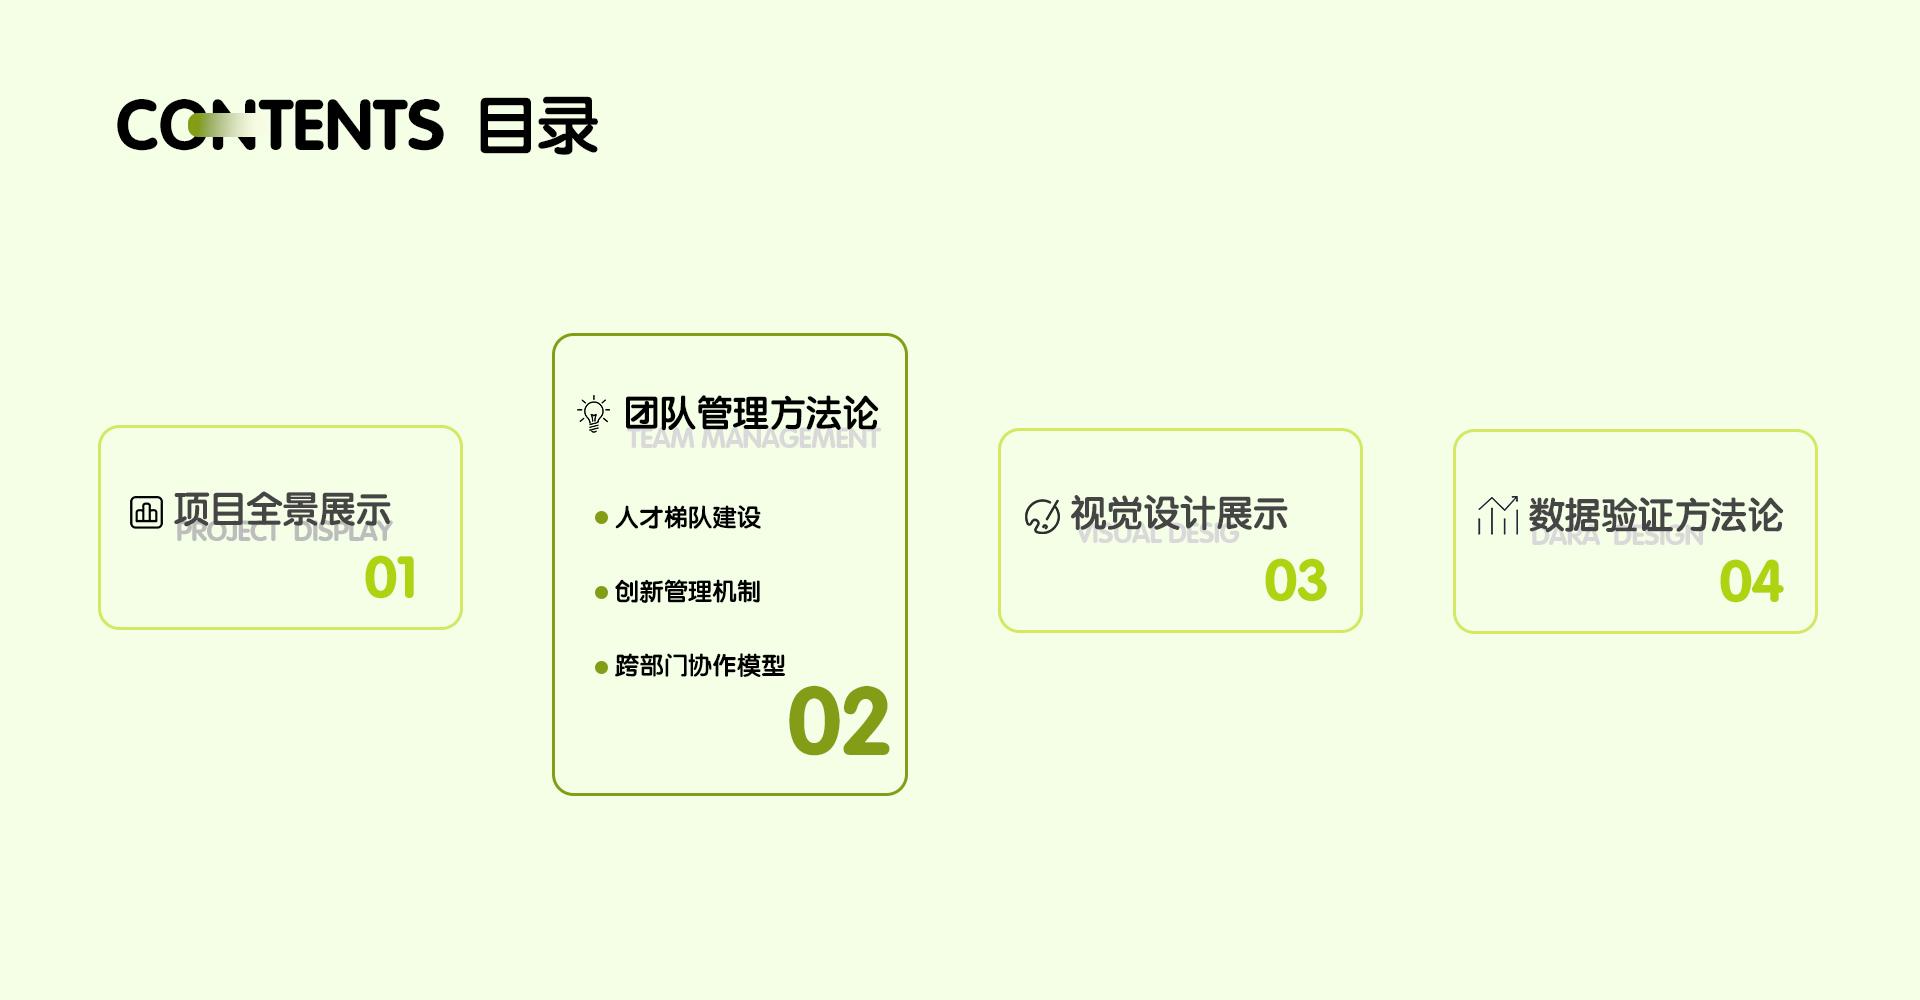 CONTENTS 目录
项目全景展示
PROJECT DISPLAY
01
团队管理方法论
TEAM MANAGEMENT
人才梯队建设
创新管理机制
跨部门协作模型
02
视觉设计展示
VISUAL DESIG
03
数据验证方法论
DARA DESIGN
04